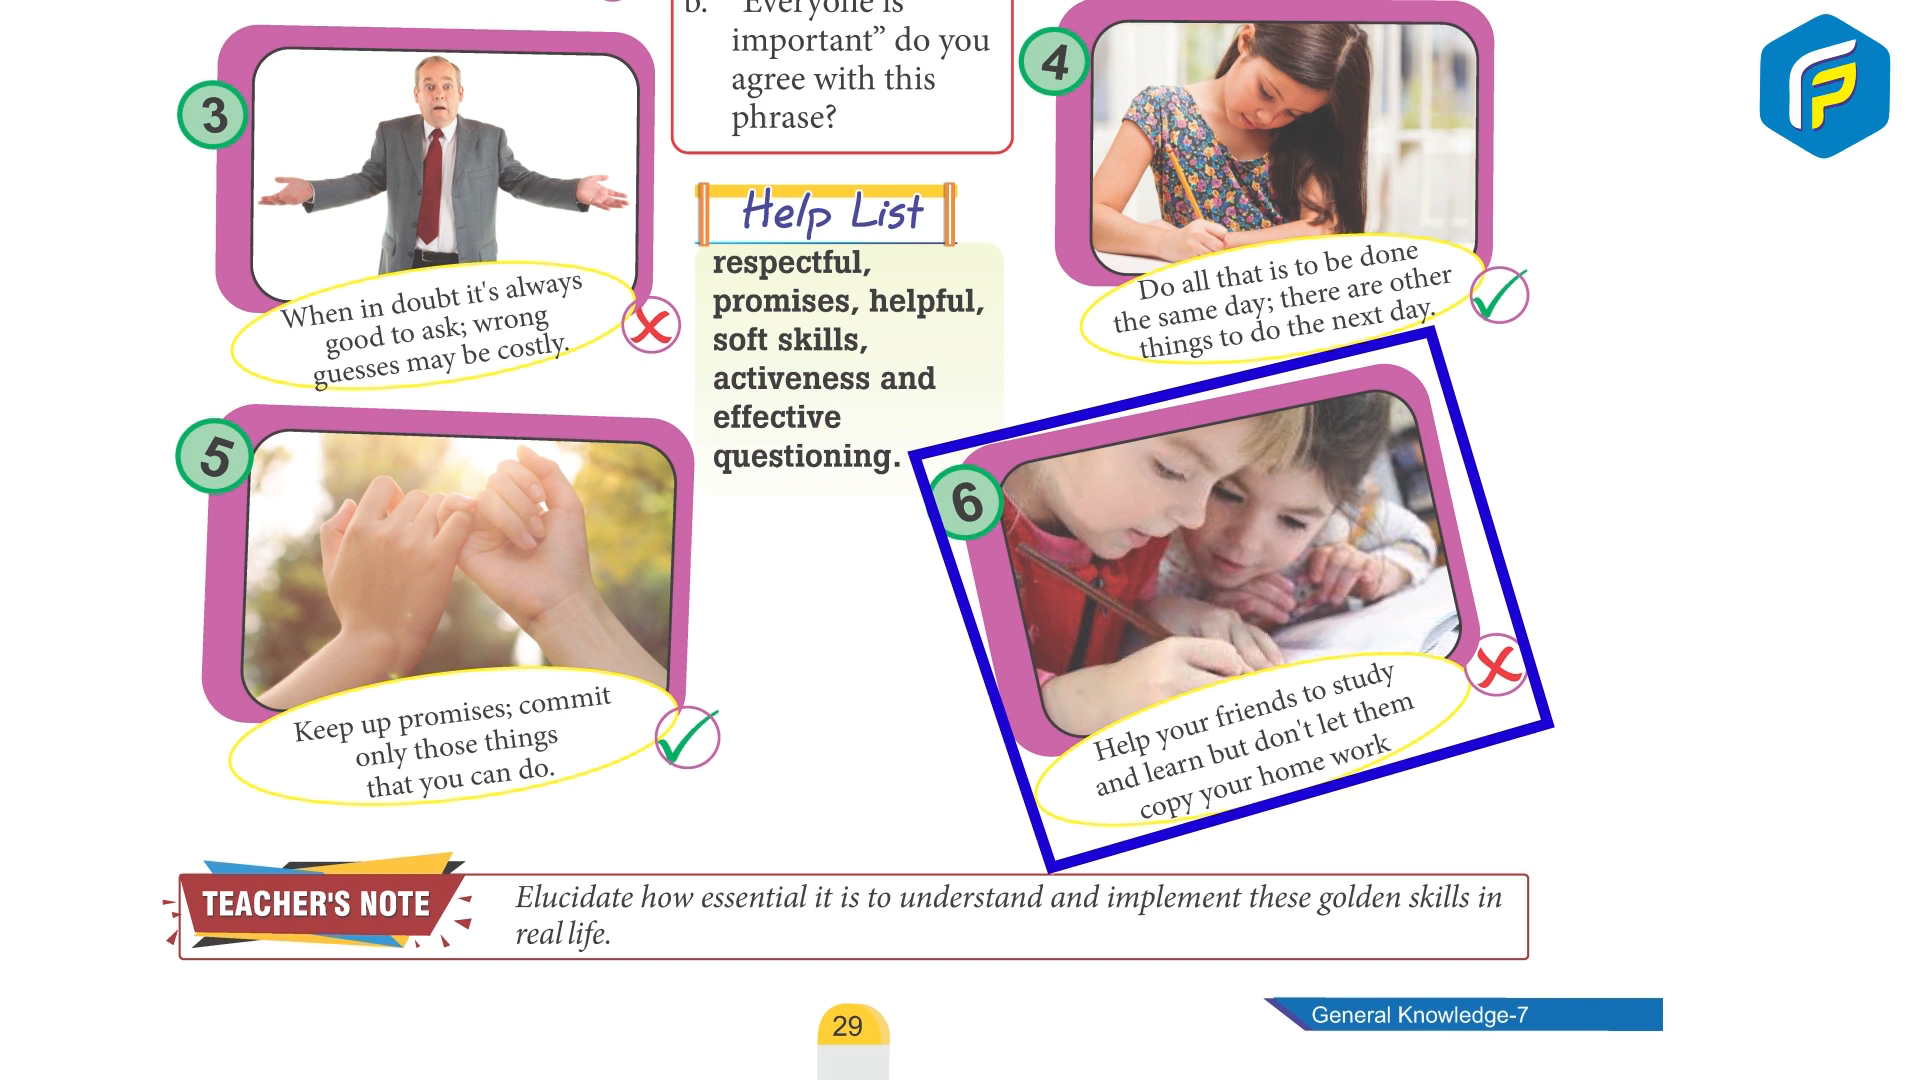 b. "Everyone is
important” do you
agree with this
phrase?
3
When in doubt it's always
good to ask; wrong
guesses may be costly.
4
Do all that is to be done
the same day; there are other
things to do the next day.
Help List
respectful,
promises, helpful,
soft skills,
activeness and
effective
questioning.
5
Keep up promises; commit
only those things
that you can do.
6
Help your friends to study
and learn but don't let them
copy your home work
TEACHER'S NOTE
Elucidate how essential it is to understand and implement these golden skills in
real life.
29
General Knowledge-7